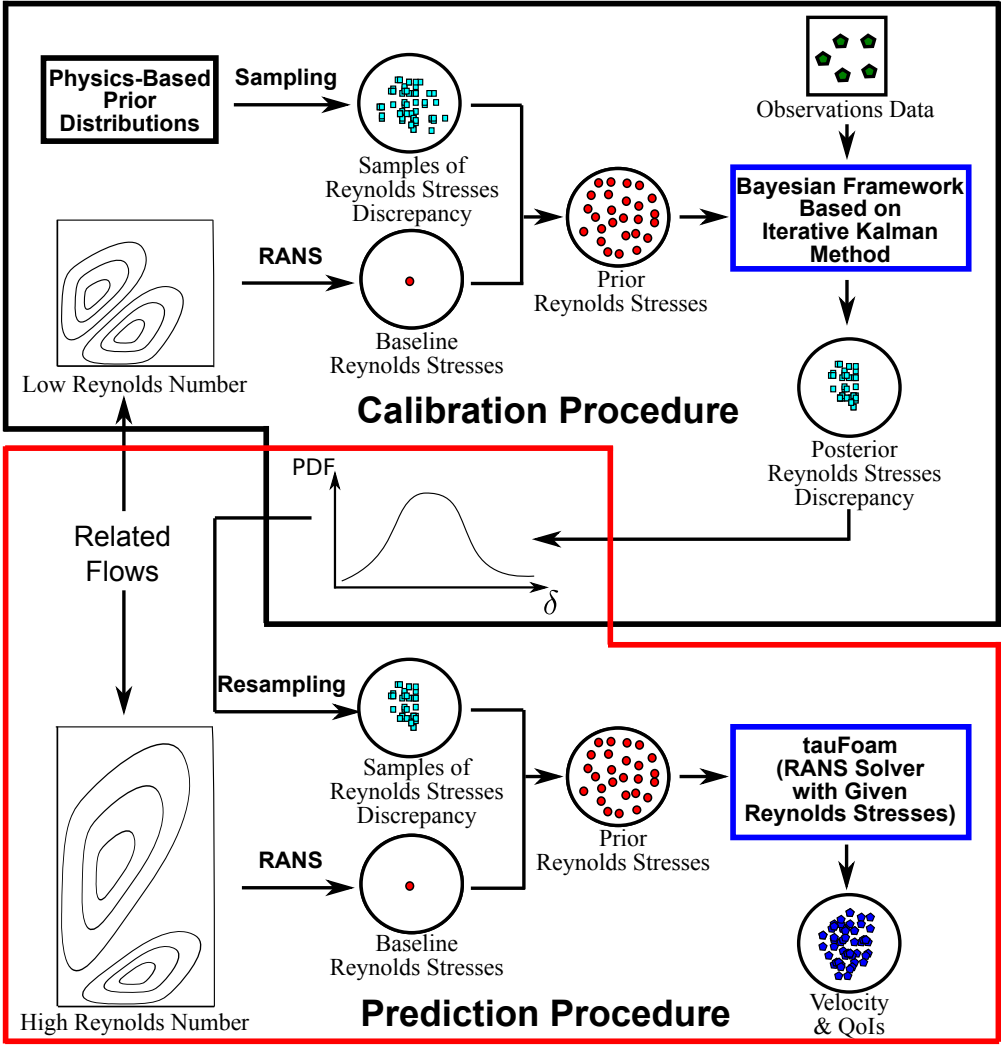 Physics-Based
Prior
Distributions
Sampling
Samples of
Reynolds Stresses
Discrepancy
Observations Data
Bayesian Framework
Based on
Iterative Kalman
Method
RANS
Prior
Reynolds Stresses
Baseline
Reynolds Stresses
Low Reynolds Number
Calibration Procedure
Posterior
Reynolds Stresses
Discrepancy
PDF
δ
Related
Flows
Resampling
Samples of
Reynolds Stresses
Discrepancy
tauFoam
(RANS Solver
with Given
Reynolds Stresses)
Prior
Reynolds Stresses
RANS
Baseline
Reynolds Stresses
High Reynolds Number
Prediction Procedure
Velocity
& QoIs